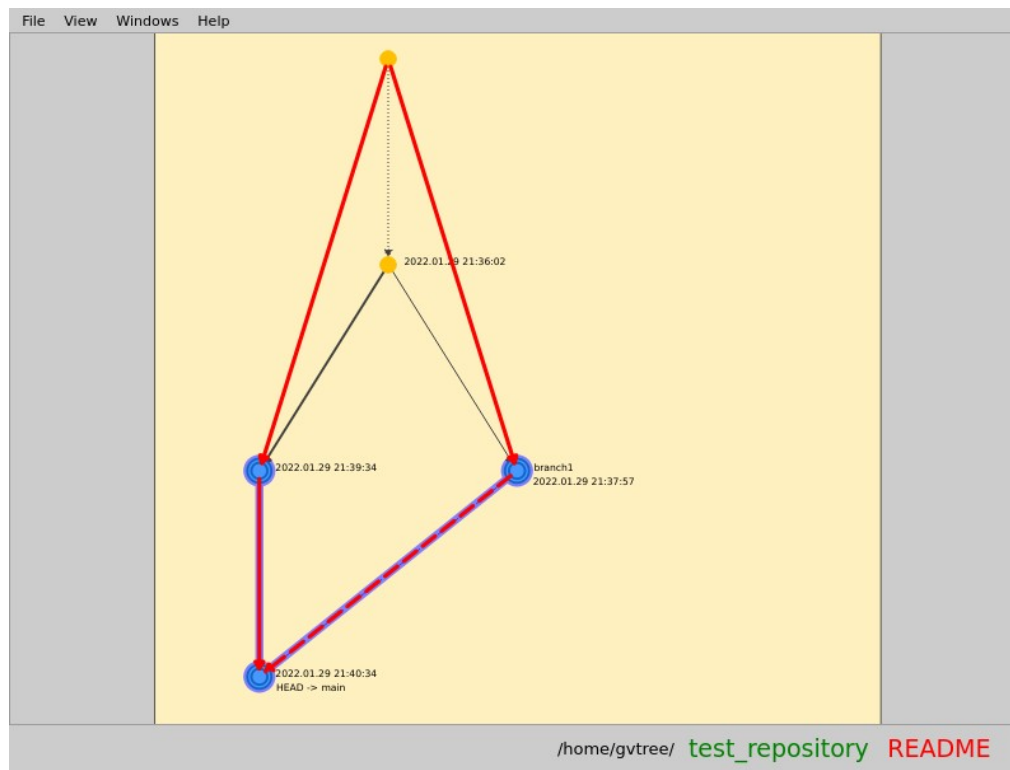 File View Windows Help
2022.01.29 21:36:02
2022.01.29 21:39:34
branch1
2022.01.29 21:37:57
2022.01.29 21:40:34
HEAD -> main
/home/gvtree/ test_repository README